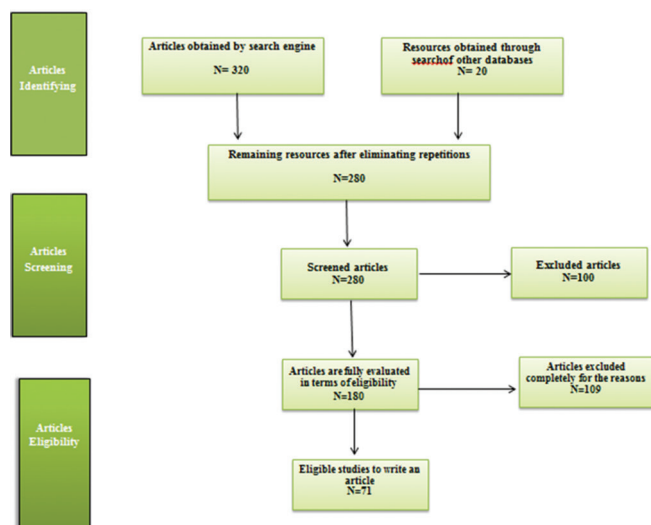 Articles
Identifying
Articles obtained by search engine
N= 320
Resources obtained through
searchof other databases
N= 20
Remaining resources after eliminating repetitions
N=280
Articles
Screening
Screened articles
N=280
Excluded articles
N=100
Articles are fully evaluated
in terms of eligibility
N=180
Articles excluded
completely for the reasons
N=109
Articles
Eligibility
Eligible studies to write an
article
N=71